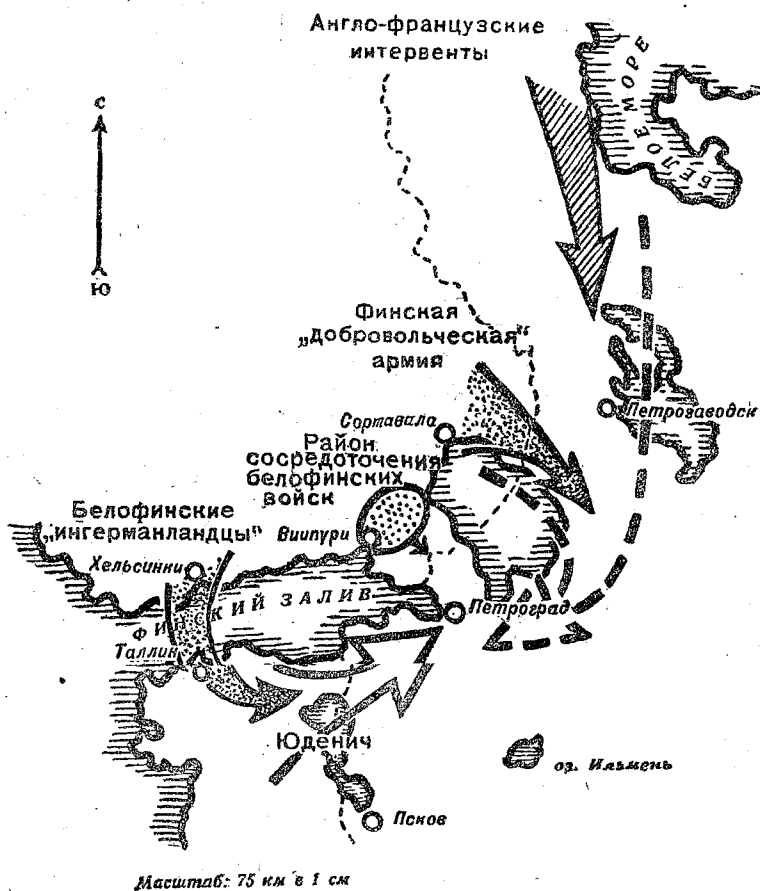 Англо-французские
интервенты
БЕЛОЕ МОРЕ
С
Ю
Финская
„добровольческая“
армия
Петрозаводск
Сортавала
Район
сосредоточения
белофинских
войск
Белофинские
„ингерманландцы“
Виипури
Хельсинки
ФИНСКИЙ ЗАЛИВ
Петроград
Таллин
Юденич
оз. Ильмень
Псков
Масштаб: 75 км в 1 см